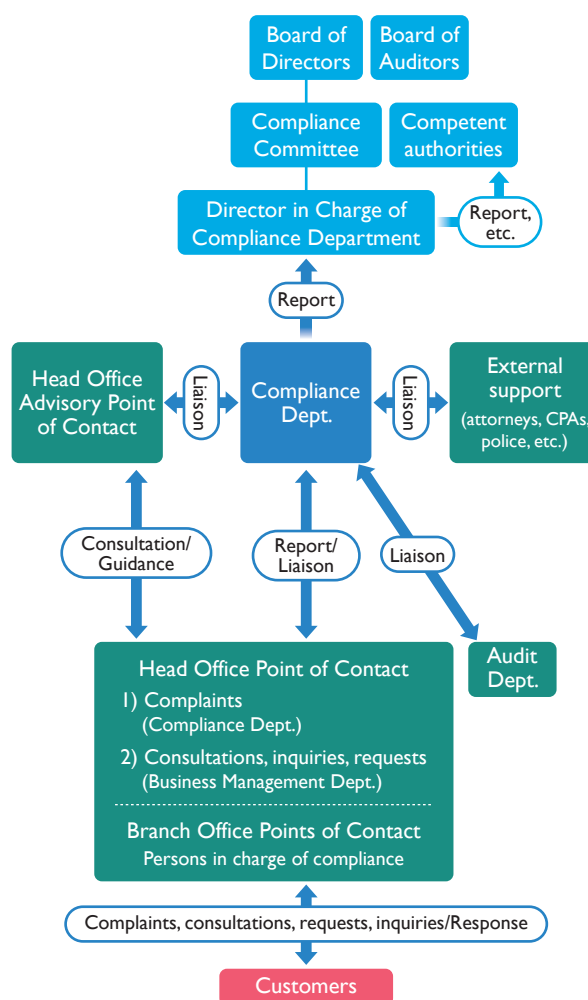 Board of
Directors
Board of
Auditors
Compliance
Committee
Competent
authorities
Director in Charge of
Compliance Department
Report,
etc.
Report
Head Office
Advisory Point
of Contact
Liaison
Compliance
Dept.
Liaison
External
support
(attorneys, CPAs,
police, etc.)
Consultation/
Guidance
Report/
Liaison
Liaison
Head Office Point of Contact
1) Complaints
(Compliance Dept.)
2) Consultations, inquiries, requests
(Business Management Dept.)
Branch Office Points of Contact
Persons in charge of compliance
Audit
Dept.
Complaints, consultations, requests, inquiries/Response
Customers